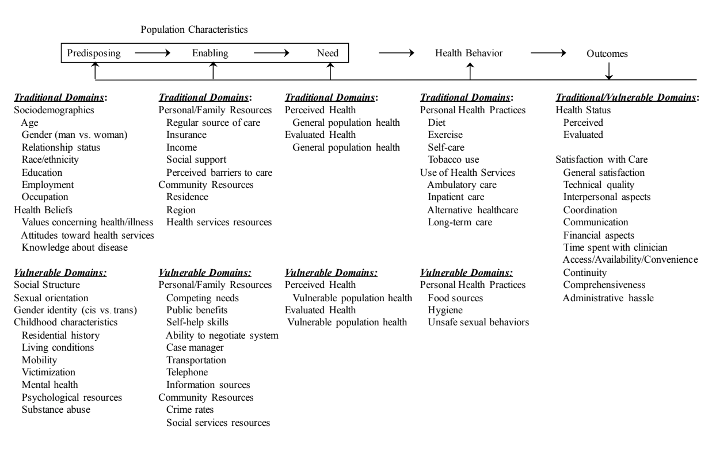 Population Characteristics
Predisposing
Enabling
Need
Health Behavior
Outcomes
Traditional Domains:
Sociodemographics
Age
Gender (man vs. woman)
Relationship status
Race/ethnicity
Education
Employment
Occupation
Health Beliefs
Values concerning health/illness
Attitudes toward health services
Knowledge about disease
Vulnerable Domains:
Social Structure
Sexual orientation
Gender identity (cis vs. trans)
Childhood characteristics
Residential history
Living conditions
Mobility
Victimization
Mental health
Psychological resources
Substance abuse
Traditional Domains:
Personal/Family Resources
Regular source of care
Insurance
Income
Social support
Perceived barriers to care
Community Resources
Residence
Region
Health services resources
Vulnerable Domains:
Personal/Family Resources
Competing needs
Public benefits
Self-help skills
Ability to negotiate system
Case manager
Transportation
Telephone
Information sources
Community Resources
Crime rates
Social services resources
Traditional Domains:
Perceived Health
General population health
Evaluated Health
General population health
Vulnerable Domains:
Perceived Health
Vulnerable population health
Evaluated Health
Vulnerable population health
Traditional Domains:
Personal Health Practices
Diet
Exercise
Self-care
Tobacco use
Use of Health Services
Ambulatory care
Inpatient care
Alternative healthcare
Long-term care
Vulnerable Domains:
Personal Health Practices
Food sources
Hygiene
Unsafe sexual behaviors
Traditional/Vulnerable Domains:
Health Status
Perceived
Evaluated
Satisfaction with Care
General satisfaction
Technical quality
Interpersonal aspects
Coordination
Communication
Financial aspects
Time spent with clinician
Access/Availability/Convenience
Continuity
Comprehensiveness
Administrative hassle